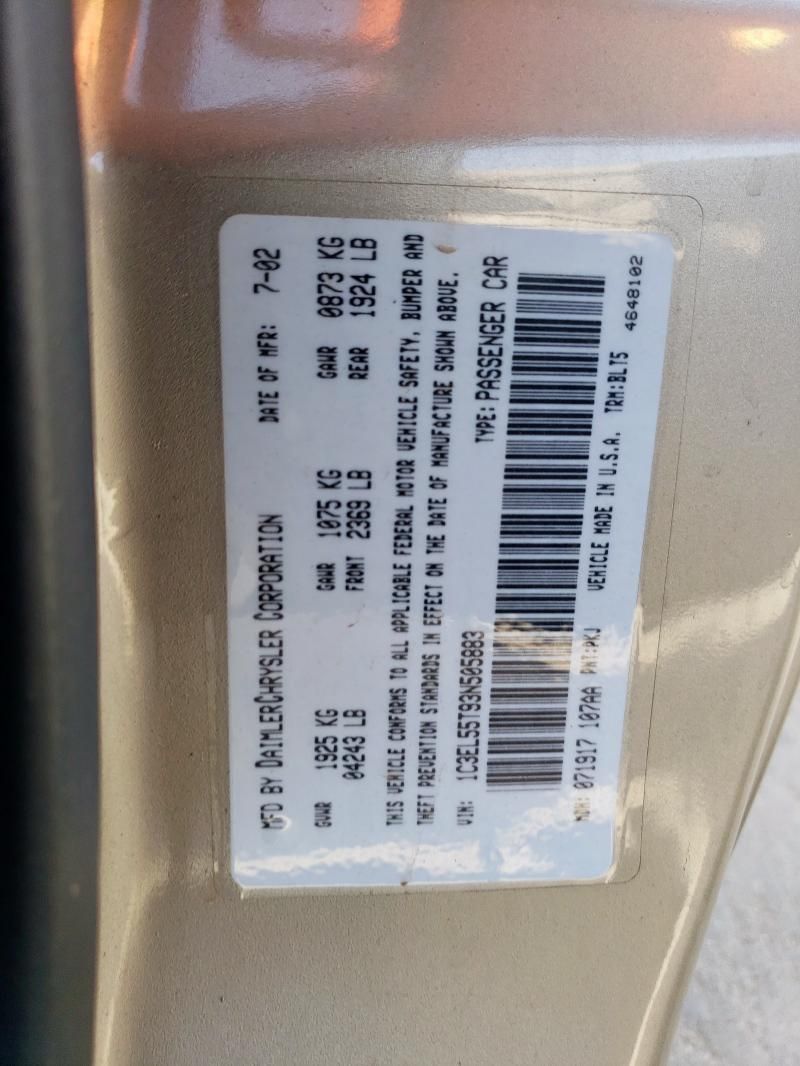 MFD BY DAIMLERCHRYSLER CORPORATION DATE OF MFR: 7-02
GVWR 1925 KG GAWR 1075 KG GAWR 0873 KG
04243 LB FRONT 2369 LB REAR 1924 LB
THIS VEHICLE CONFORMS TO ALL APPLICABLE FEDERAL MOTOR VEHICLE SAFETY, BUMPER AND
THEFT PREVENTION STANDARDS IN EFFECT ON THE DATE OF MANUFACTURE SHOWN ABOVE.
VIN: 1C3EL55T93N505883 TYPE: PASSENGER CAR
MDH: 071917 107AA PNT:PKJ VEHICLE MADE IN U.S.A. TRM:BLT5 4648102